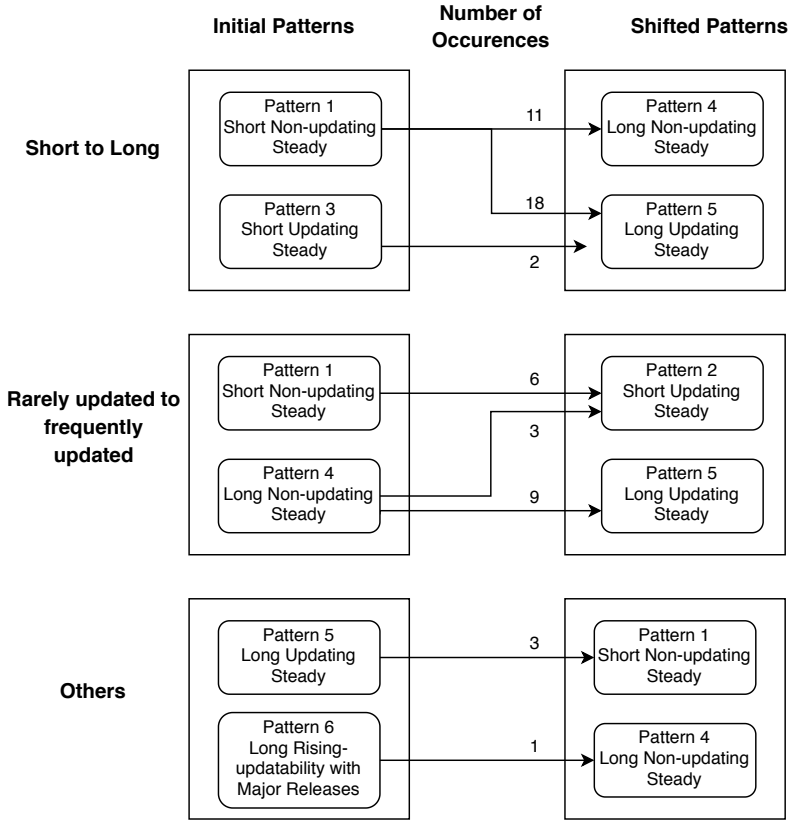 Initial Patterns
Number of
Occurences
Shifted Patterns
Short to Long
Pattern 1
Short Non-updating
Steady
Pattern 3
Short Updating
Steady
11
18
2
Pattern 4
Long Non-updating
Steady
Pattern 5
Long Updating
Steady
Rarely updated to
frequently
updated
Pattern 1
Short Non-updating
Steady
Pattern 4
Long Non-updating
Steady
6
3
9
Pattern 2
Short Updating
Steady
Pattern 5
Long Updating
Steady
Others
Pattern 5
Long Updating
Steady
Pattern 6
Long Rising-
updatability with
Major Releases
3
1
Pattern 1
Short Non-updating
Steady
Pattern 4
Long Non-updating
Steady